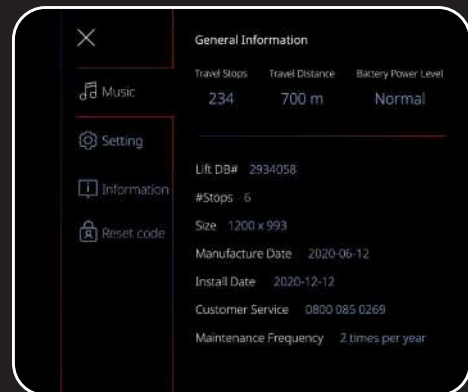 Music
Setting
Information
Reset code
General Information
Travel Stops Travel Distance Battery Power Level
234 700 m Normal
Lift DB# 2934058
#Stops 6
Size 1200 x 993
Manufacture Date 2020-06-12
Install Date 2020-12-12
Customer Service 0800 085 0269
Maintenance Frequency 2 times per year